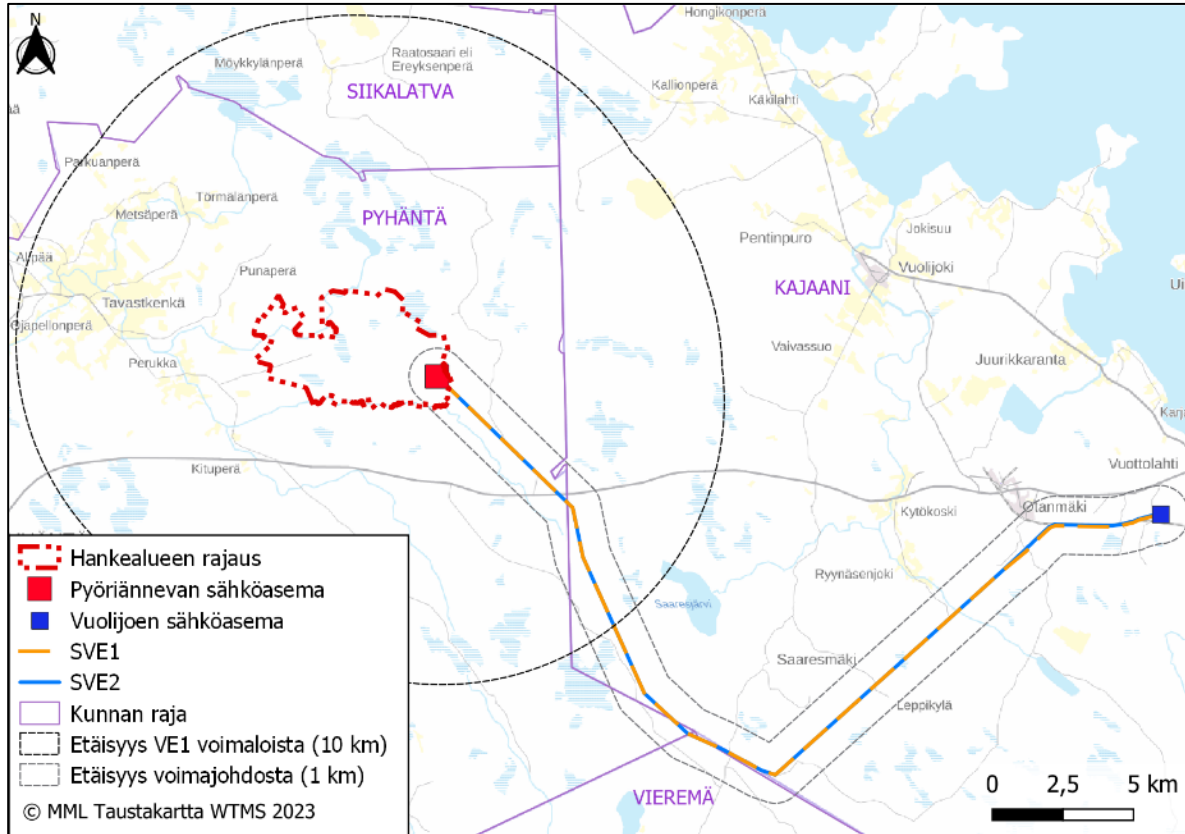 N
Hongikonperä
Raatosaari eli
Ereyksenperä
Möykkylänperä
SIIKALATVA
Kallionperä
Käkilahti
Parkuanperä
Törmälänperä
Metsäperä
PYHÄNTÄ
Jokisuu
Pentinpuro
Alipää
Punaperä
Vuolijoki
KAJAANI
Tavastkenkä
Ojapellonperä
Vaivassuo
Juurikkaranta
Perukka
Kituperä
Vuottolahti
Otanmäki
Kytökoski
Ryynäsenjoki
Saaresjärvi
Saaresmäki
Leppikylä
VIEREMÄ
Hankealueen rajaus
Pyöriännevan sähköasema
Vuolijoen sähköasema
SVE1
SVE2
Kunnan raja
Etäisyys VE1 voimaloista (10 km)
Etäisyys voimajohdosta (1 km)
© MML Taustakartta WTMS 2023
0 2,5 5 km